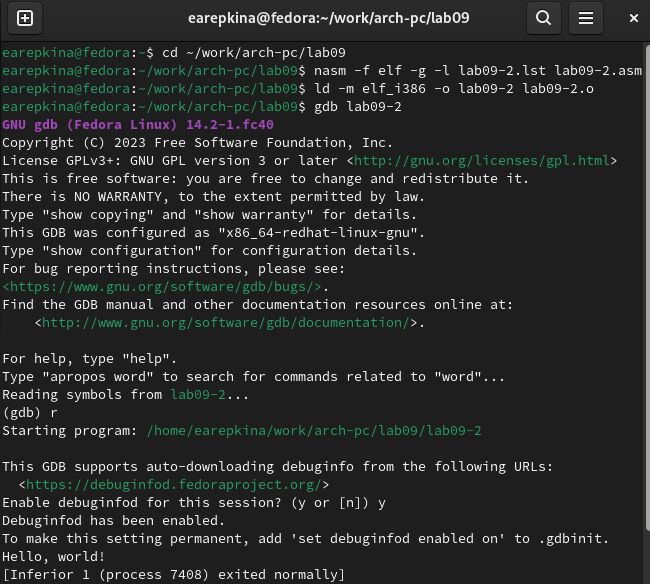 earepkina@fedora:~/work/arch-pc/lab09
earepkina@fedora:~$ cd ~/work/arch-pc/lab09
earepkina@fedora:~/work/arch-pc/lab09$ nasm -f elf -g -l lab09-2.lst lab09-2.asm
earepkina@fedora:~/work/arch-pc/lab09$ ld -m elf_i386 -o lab09-2 lab09-2.o
earepkina@fedora:~/work/arch-pc/lab09$ gdb lab09-2
GNU gdb (Fedora Linux) 14.2-1.fc40
Copyright (C) 2023 Free Software Foundation, Inc.
License GPLv3+: GNU GPL version 3 or later <http://gnu.org/licenses/gpl.html>
This is free software: you are free to change and redistribute it.
There is NO WARRANTY, to the extent permitted by law.
Type "show copying" and "show warranty" for details.
This GDB was configured as "x86_64-redhat-linux-gnu".
Type "show configuration" for configuration details.
For bug reporting instructions, please see:
<https://www.gnu.org/software/gdb/bugs/>.
Find the GDB manual and other documentation resources online at:
    <http://www.gnu.org/software/gdb/documentation/>.

For help, type "help".
Type "apropos word" to search for commands related to "word"...
Reading symbols from lab09-2...
(gdb) r
Starting program: /home/earepkina/work/arch-pc/lab09/lab09-2

This GDB supports auto-downloading debuginfo from the following URLs:
  <https://debuginfod.fedoraproject.org/>
Enable debuginfod for this session? (y or [n]) y
Debuginfod has been enabled.
To make this setting permanent, add 'set debuginfod enabled on' to .gdbinit.
Hello, world!
[Inferior 1 (process 7408) exited normally]